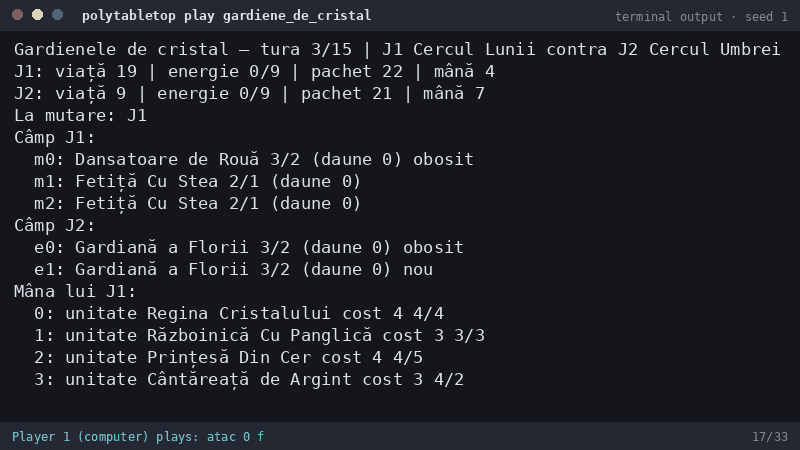 polytabletop play gardiene_de_cristal
terminal output · seed 1
Gardienele de cristal — tura 3/15 | J1 Cercul Lunii contra J2 Cercul Umbrei
J1: viață 19 | energie 0/9 | pachet 22 | mână 4
J2: viață 9 | energie 0/9 | pachet 21 | mână 7
La mutare: J1
Câmp J1:
m0: Dansatoare de Rouă 3/2 (daune 0) obosit
m1: Fetiță Cu Stea 2/1 (daune 0)
m2: Fetiță Cu Stea 2/1 (daune 0)
Câmp J2:
e0: Gardiană a Florii 3/2 (daune 0) obosit
e1: Gardiană a Florii 3/2 (daune 0) nou
Mâna lui J1:
0: unitate Regina Cristalului cost 4 4/4
1: unitate Războinică Cu Panglică cost 3 3/3
2: unitate Prințesă Din Cer cost 4 4/5
3: unitate Cântăreață de Argint cost 3 4/2
Player 1 (computer) plays: atac 0 f
17/33